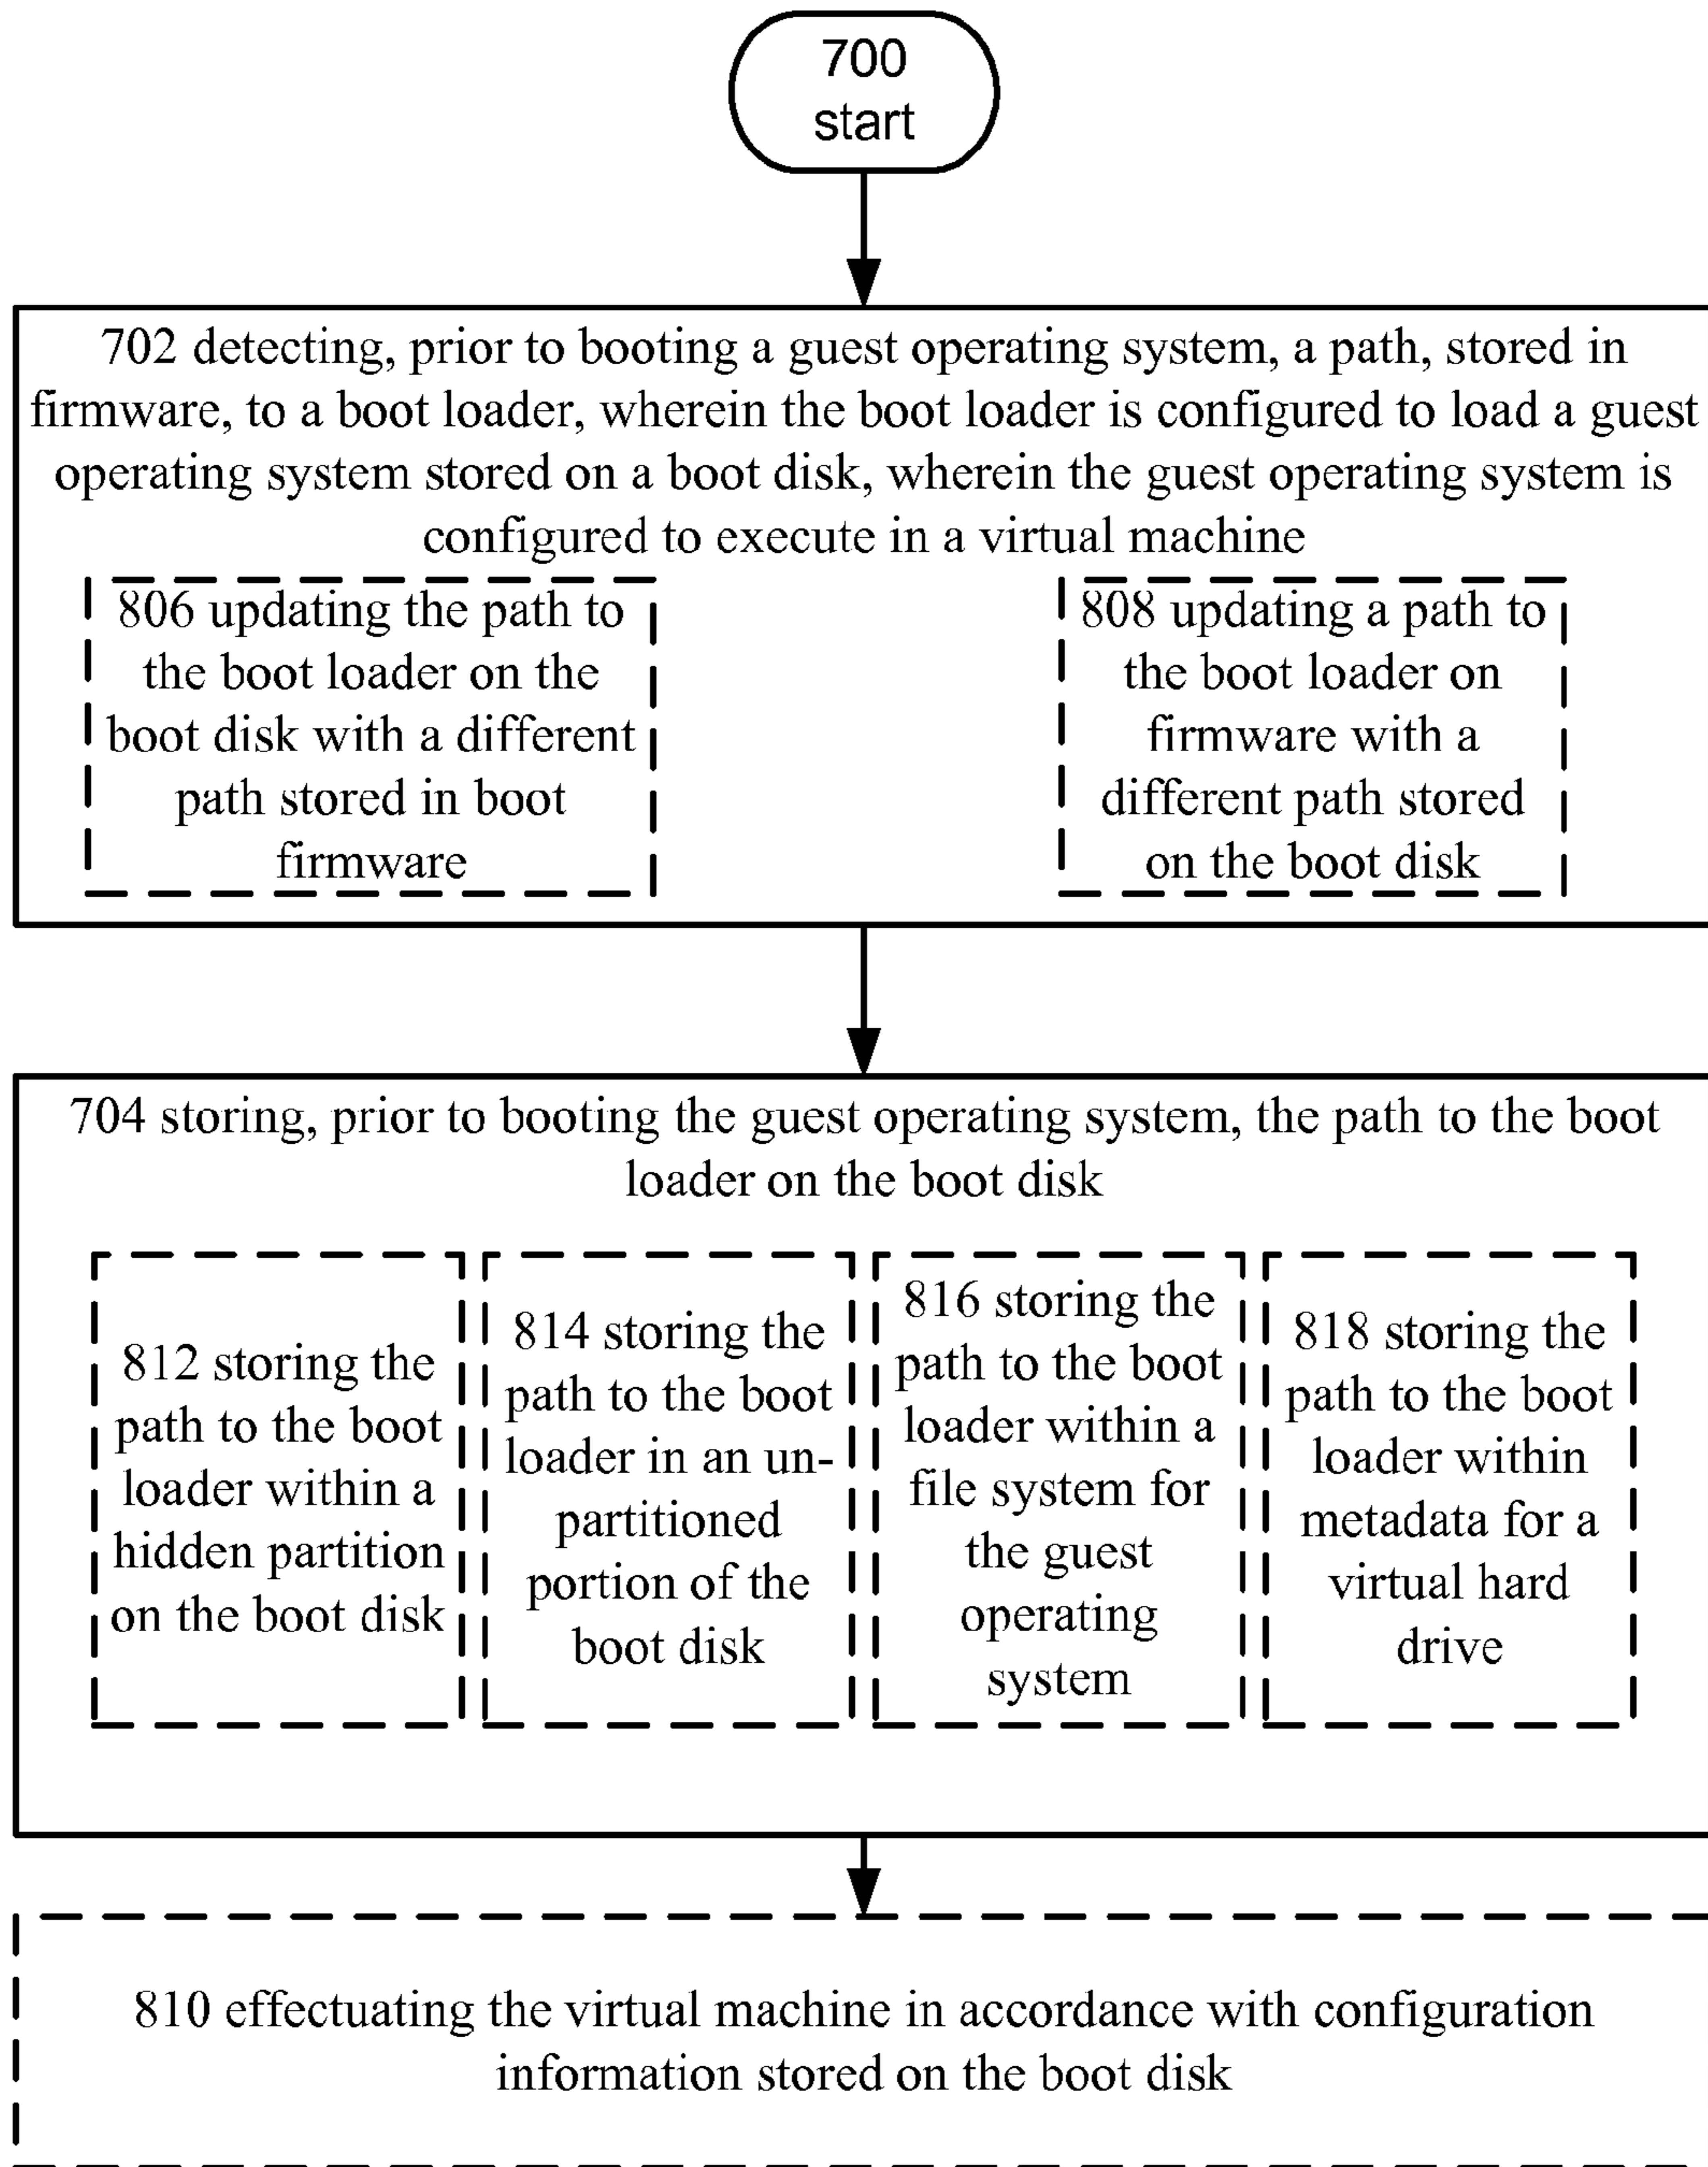 700
start
702 detecting, prior to booting a guest operating system, a path, stored in
firmware, to a boot loader, wherein the boot loader is configured to load a guest
operating system stored on a boot disk, wherein the guest operating system is
configured to execute in a virtual machine
806 updating the path to
the boot loader on the
boot disk with a different
path stored in boot
firmware
808 updating a path to
the boot loader on
firmware with a
different path stored
on the boot disk
704 storing, prior to booting the guest operating system, the path to the boot
loader on the boot disk
812 storing the
path to the boot
loader within a
hidden partition
on the boot disk
814 storing the
path to the boot
loader in an un-
partitioned
portion of the
boot disk
816 storing the
path to the boot
loader within a
file system for
the guest
operating
system
818 storing the
path to the boot
loader within
metadata for a
virtual hard
drive
810 effectuating the virtual machine in accordance with configuration
information stored on the boot disk